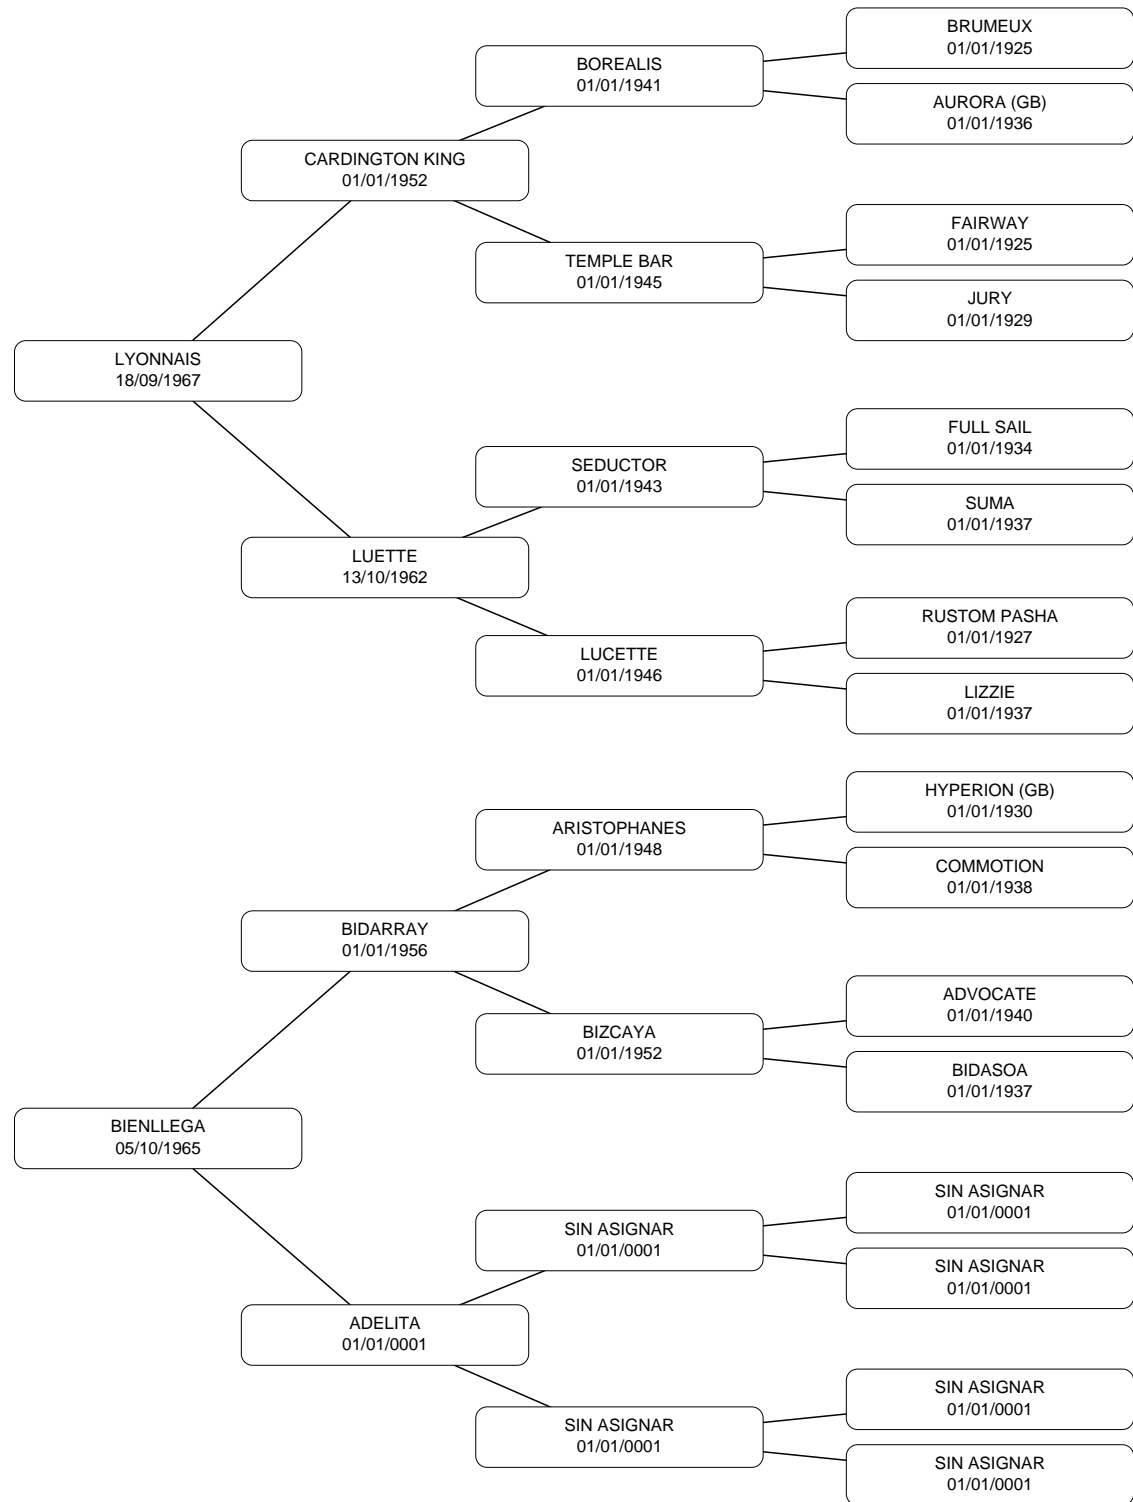 BRUMEUX
01/01/1925
BOREALIS
01/01/1941
AURORA (GB)
01/01/1936
CARDINGTON KING
01/01/1952
FAIRWAY
01/01/1925
TEMPLE BAR
01/01/1945
JURY
01/01/1929
LYONNAIS
18/09/1967
FULL SAIL
01/01/1934
SEDUCTOR
01/01/1943
SUMA
01/01/1937
LUETTE
13/10/1962
RUSTOM PASHA
01/01/1927
LUCETTE
01/01/1946
LIZZIE
01/01/1937
HYPERION (GB)
01/01/1930
ARISTOPHANES
01/01/1948
COMMOTION
01/01/1938
BIDARRAY
01/01/1956
ADVOCATE
01/01/1940
BIZCAYA
01/01/1952
BIDASOA
01/01/1937
BIENLLEGA
05/10/1965
SIN ASIGNAR
01/01/0001
SIN ASIGNAR
01/01/0001
SIN ASIGNAR
01/01/0001
ADELITA
01/01/0001
SIN ASIGNAR
01/01/0001
SIN ASIGNAR
01/01/0001
SIN ASIGNAR
01/01/0001